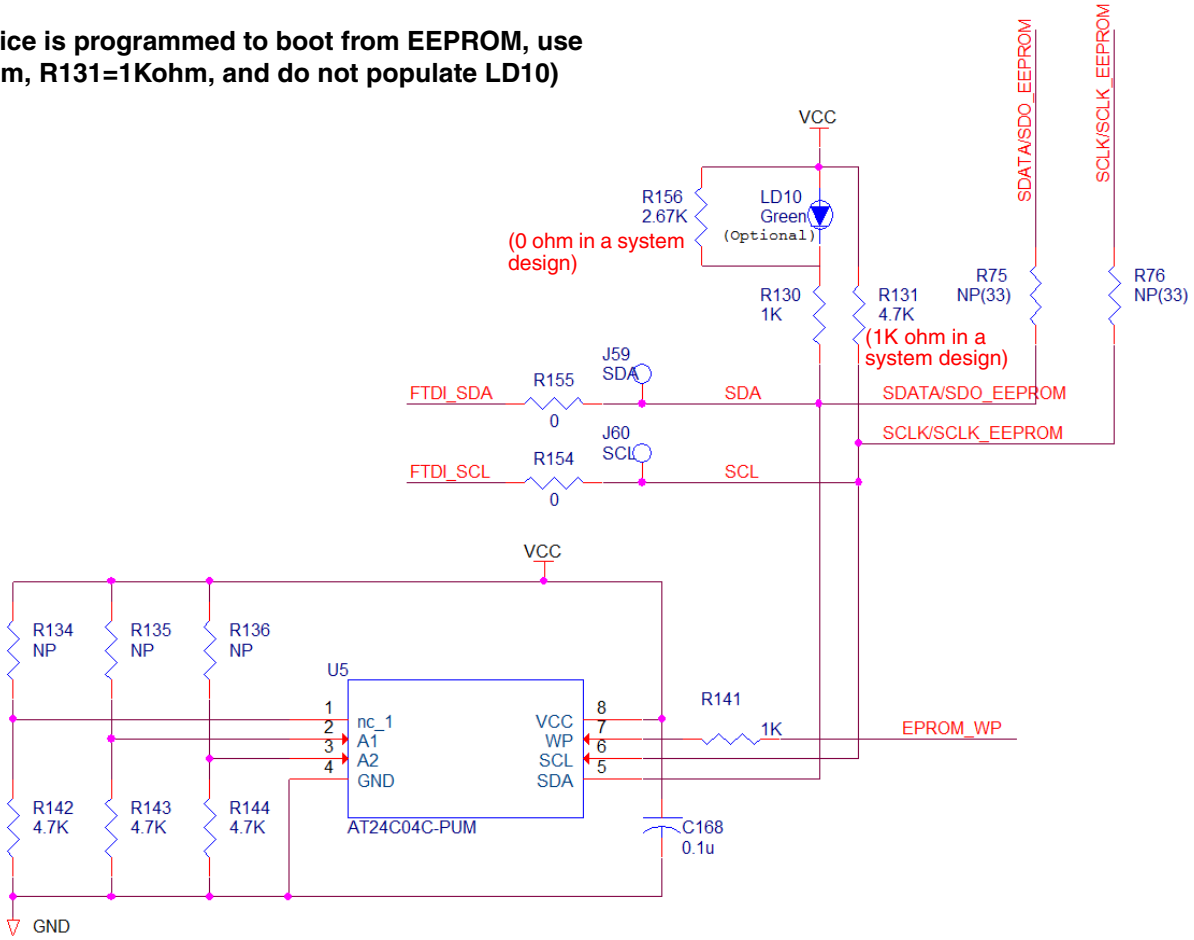 ice is programmed to boot from EEPROM, use
m, R131=1Kohm, and do not populate LD10)
SDATA/SDO_EEPROM
SCLK/SCLK_EEPROM
VCC
R156
2.67K
(0 ohm in a system
design)
LD10
Green
(Optional)
R130
1K
R131
4.7K
(1K ohm in a
system design)
R75
NP(33)
R76
NP(33)
FTDI_SDA
R155
0
J59
SDA
SDA
SDATA/SDO_EEPROM
SCLK/SCLK_EEPROM
FTDI_SCL
R154
0
J60
SCL
SCL
VCC
R134
NP
R135
NP
R136
NP
U5
1
2
3
4
nc_1
A1
A2
GND
VCC
WP
SCL
SDA
8
7
6
5
AT24C04C-PUM
R141
1K
EPROM_WP
R142
4.7K
R143
4.7K
R144
4.7K
C168
0.1u
GND